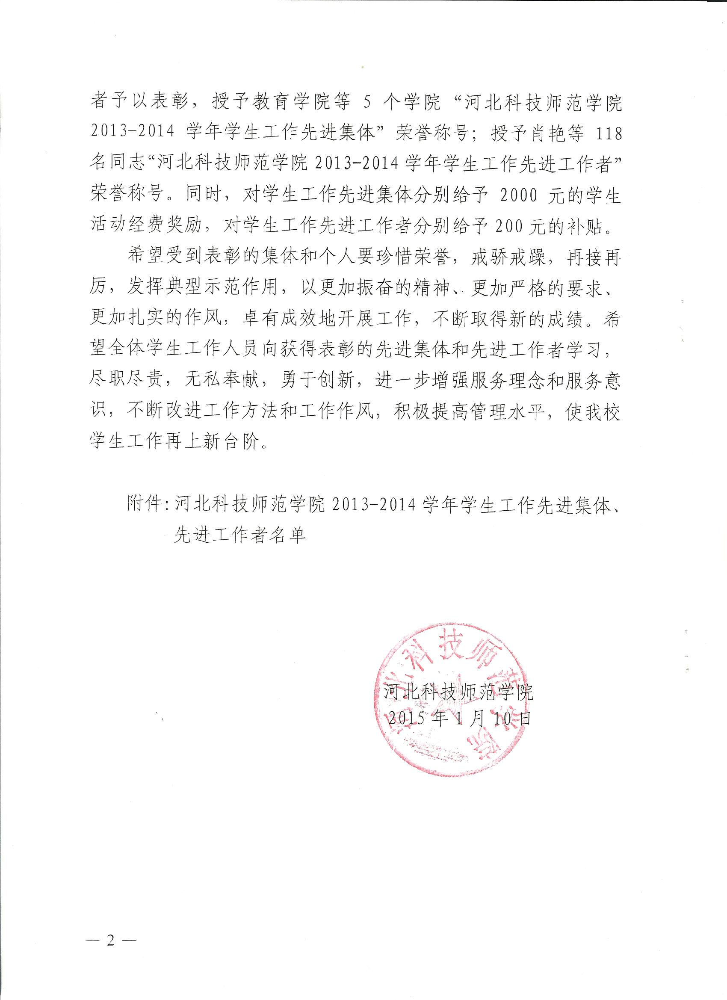 者予以表彰，授予教育学院等 5 个学院 “河北科技师范学院
2013-2014 学年学生工作先进集体” 荣誉称号；授予肖艳等 118
名同志“河北科技师范学院 2013-2014 学年学生工作先进工作者”
荣誉称号。同时，对学生工作先进集体分别给予 2000 元的学生
活动经费奖励，对学生工作先进工作者分别给予 200 元的补贴。
希望受到表彰的集体和个人要珍惜荣誉，戒骄戒躁，再接再
厉，发挥典型示范作用，以更加振奋的精神、更加严格的要求、
更加扎实的作风，卓有成效地开展工作，不断取得新的成绩。希
望全体学生工作人员向获得表彰的先进集体和先进工作者学习，
尽职尽责，无私奉献，勇于创新，进一步增强服务理念和服务意
识，不断改进工作方法和工作作风，积极提高管理水平，使我校
学生工作再上新台阶。
附件：河北科技师范学院 2013-2014 学年学生工作先进集体、
先进工作者名单
河北科技师范学院
河北科技师范学院
2015 年 1 月 10 日
— 2 —